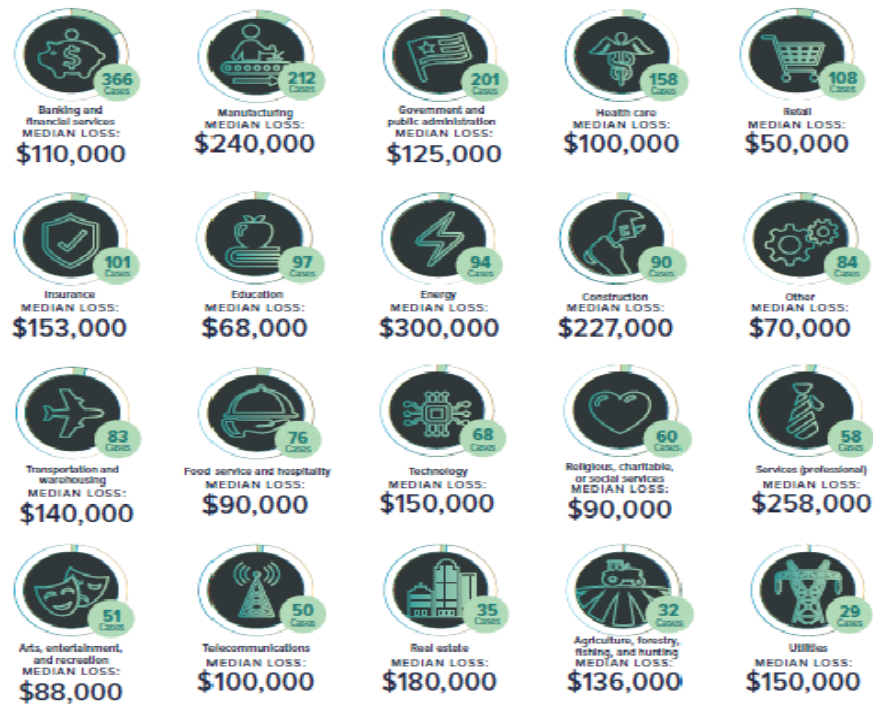 366
Cases
Banking and
financial services
MEDIAN LOSS:
$110,000
212
Cases
Manufacturing
MEDIAN LOSS:
$240,000
201
Cases
Government and
public administration
MEDIAN LOSS:
$125,000
158
Cases
Health care
MEDIAN LOSS:
$100,000
108
Cases
Retail
MEDIAN LOSS:
$50,000
101
Cases
Insurance
MEDIAN LOSS:
$153,000
97
Cases
Education
MEDIAN LOSS:
$68,000
94
Cases
Energy
MEDIAN LOSS:
$300,000
90
Cases
Construction
MEDIAN LOSS:
$227,000
84
Cases
Other
MEDIAN LOSS:
$70,000
83
Cases
Transportation and
warehousing
MEDIAN LOSS:
$140,000
76
Cases
Food service and hospitality
MEDIAN LOSS:
$90,000
68
Cases
Technology
MEDIAN LOSS:
$150,000
60
Cases
Religious, charitable,
or social services
MEDIAN LOSS:
$90,000
58
Cases
Services (professional)
MEDIAN LOSS:
$258,000
51
Cases
Arts, entertainment,
and recreation
MEDIAN LOSS:
$88,000
50
Cases
Telecommunications
MEDIAN LOSS:
$100,000
35
Cases
Real estate
MEDIAN LOSS:
$180,000
32
Cases
Agriculture, forestry,
fishing, and hunting
MEDIAN LOSS:
$136,000
29
Cases
Utilities
MEDIAN LOSS:
$150,000